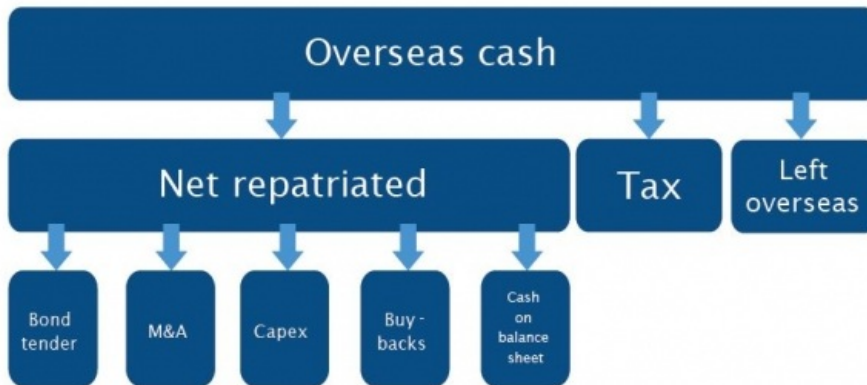 Overseas cash
Net repatriated
Tax
Left
overseas
Bond
tender
M&A
Capex
Buy-
backs
Cash
on
balance
sheet